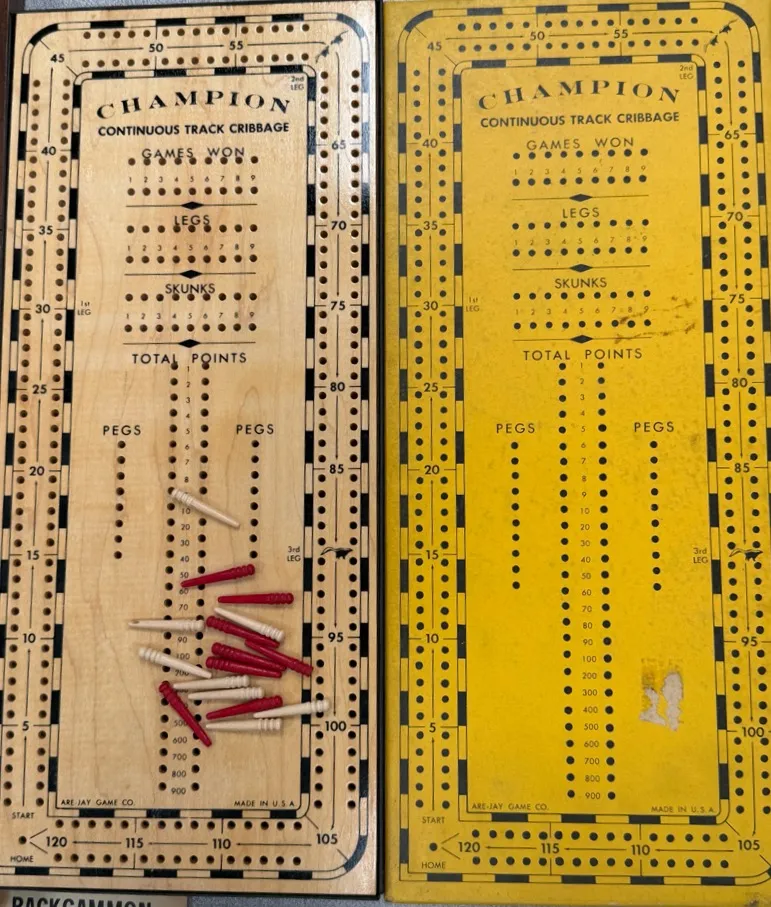 50 55
45
2nd
LEG
CHAMPION
CONTINUOUS TRACK CRIBBAGE
GAMES WON
40 65
1 2 3 4 5 6 7 8 9
LEGS
35 70
1 2 3 4 5 6 7 8 9
SKUNKS
30 75
1st
LEG
1 2 3 4 5 6 7 8 9
TOTAL POINTS
1
2
25 80
3
4
PEGS 5 PEGS
6
7
20 85
8
10
20
30
15 3rd
LEG
40
50
60
70
10 95
90
100
200
5 100
500
600
700
800
900
ARE-JAY GAME CO. MADE IN U.S.A.
START
HOME
120 115 110 105
BACKGAMMON
50 55
45
2nd
LEG
CHAMPION
CONTINUOUS TRACK CRIBBAGE
GAMES WON
40 65
1 2 3 4 5 6 7 8 9
LEGS
35 70
1 2 3 4 5 6 7 8 9
SKUNKS
30 75
1st
LEG
1 2 3 4 5 6 7 8 9
TOTAL POINTS
1
2
25 80
3
4
PEGS 5 PEGS
6
7
20 85
8
9
10
20
30
15 3rd
LEG
40
50
60
70
80
10 95
90
100
200
300
400
5 100
500
600
700
800
900
ARE-JAY GAME CO. MADE IN U.S.A.
START
HOME
120 115 110 105